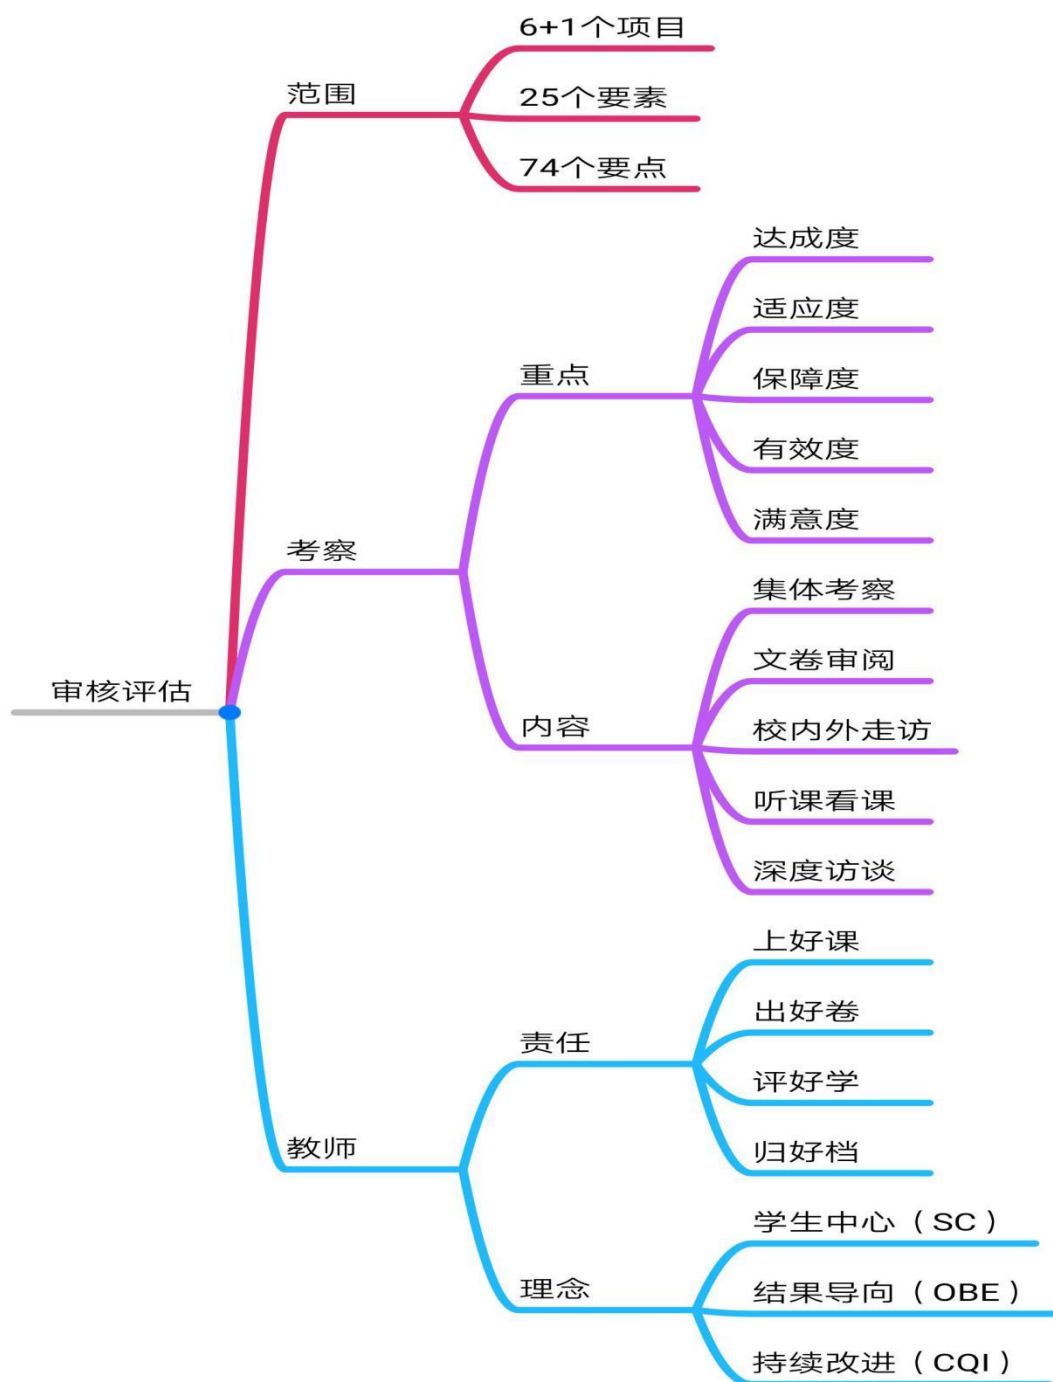 6+1个项目
范围
25个要素
74个要点
达成度
适应度
重点
保障度
有效度
满意度
考察
集体考察
文卷审阅
审核评估
内容
校内外走访
听课看课
深度访谈
上好课
出好卷
责任
评好学
教师
归好档
学生中心（SC）
理念
结果导向（OBE）
持续改进（CQI）